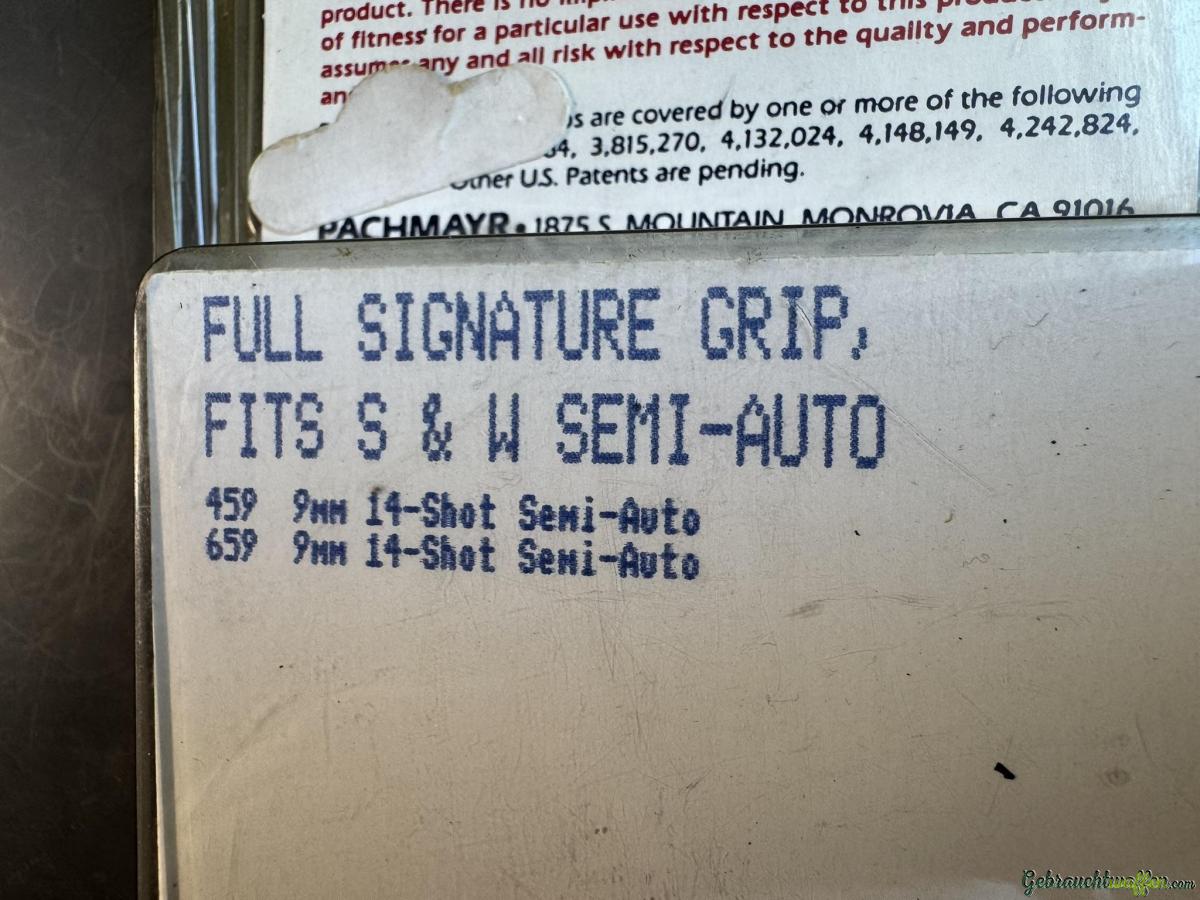 product. There is no
of fitness for a particular use with respect to this
assumes any and all risk with respect to the quality and perform-
are covered by one or more of the following
3,815,270, 4,132,024, 4,148,149, 4,242,824,
Other U.S. Patents are pending.
PACHMAYR • 1875 S. MOUNTAIN, MONROVIA, CA 91016
FULL SIGNATURE GRIP,
FITS S & W SEMI-AUTO
459 9MM 14-Shot Semi-Auto
659 9MM 14-Shot Semi-Auto
Gebrauchtwaffen.com